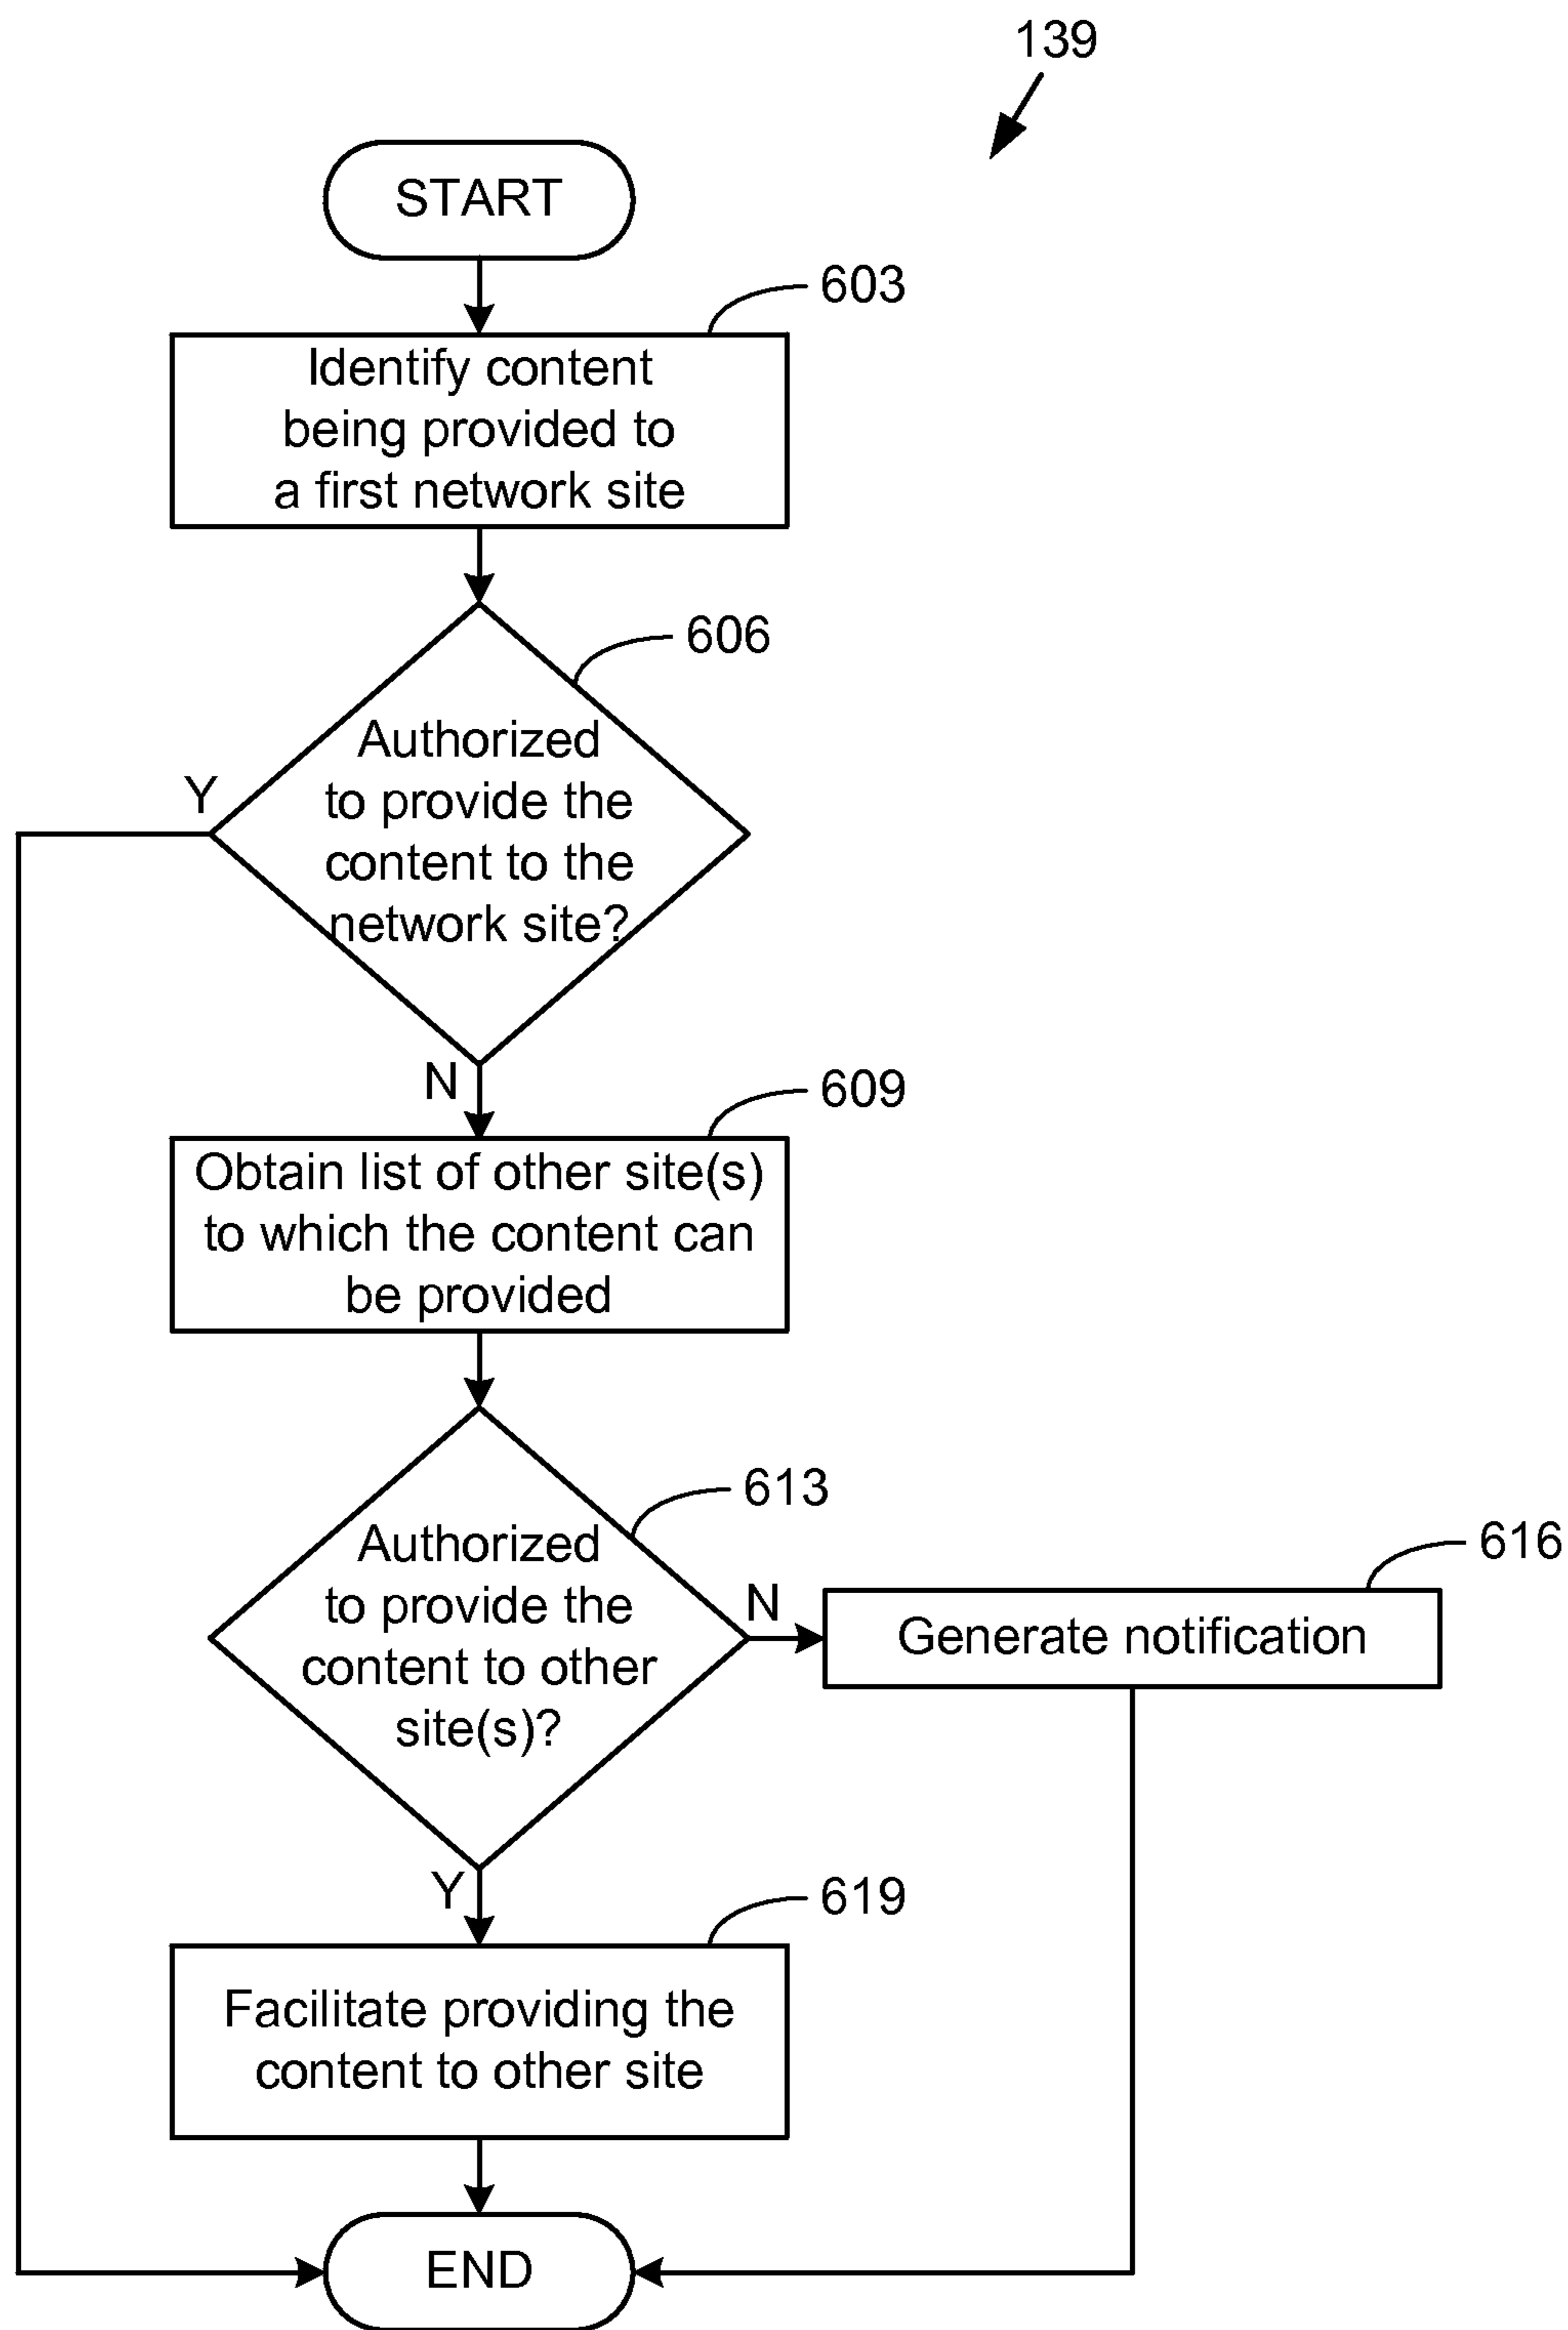 139
START
603
Identify content
being provided to
a first network site
606
Authorized
to provide the
content to the
network site?
Y
N
609
Obtain list of other site(s)
to which the content can
be provided
613
Authorized
to provide the
content to other
site(s)?
N
616
Generate notification
Y
619
Facilitate providing the
content to other site
END